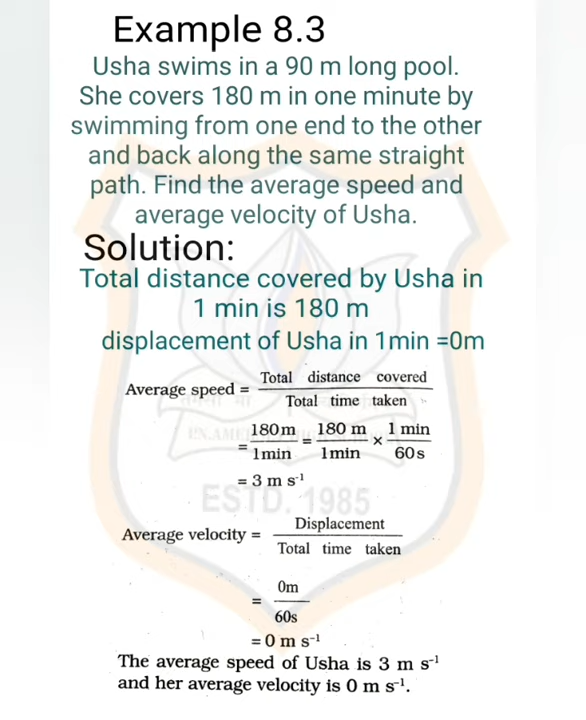 Example 8.3
Usha swims in a 90 m long pool.
She covers 180 m in one minute by
swimming from one end to the other
and back along the same straight
path. Find the average speed and
average velocity of Usha.
Solution:
Total distance covered by Usha in
1 min is 180 m
displacement of Usha in 1min =0m
Average speed = Total distance covered / Total time taken
= 180m / 1min = 180 m / 1min × 1 min / 60s
= 3 m s⁻¹
ESTD. 1985
Average velocity = Displacement / Total time taken
= 0m / 60s
= 0 m s⁻¹
The average speed of Usha is 3 m s⁻¹
and her average velocity is 0 m s⁻¹.